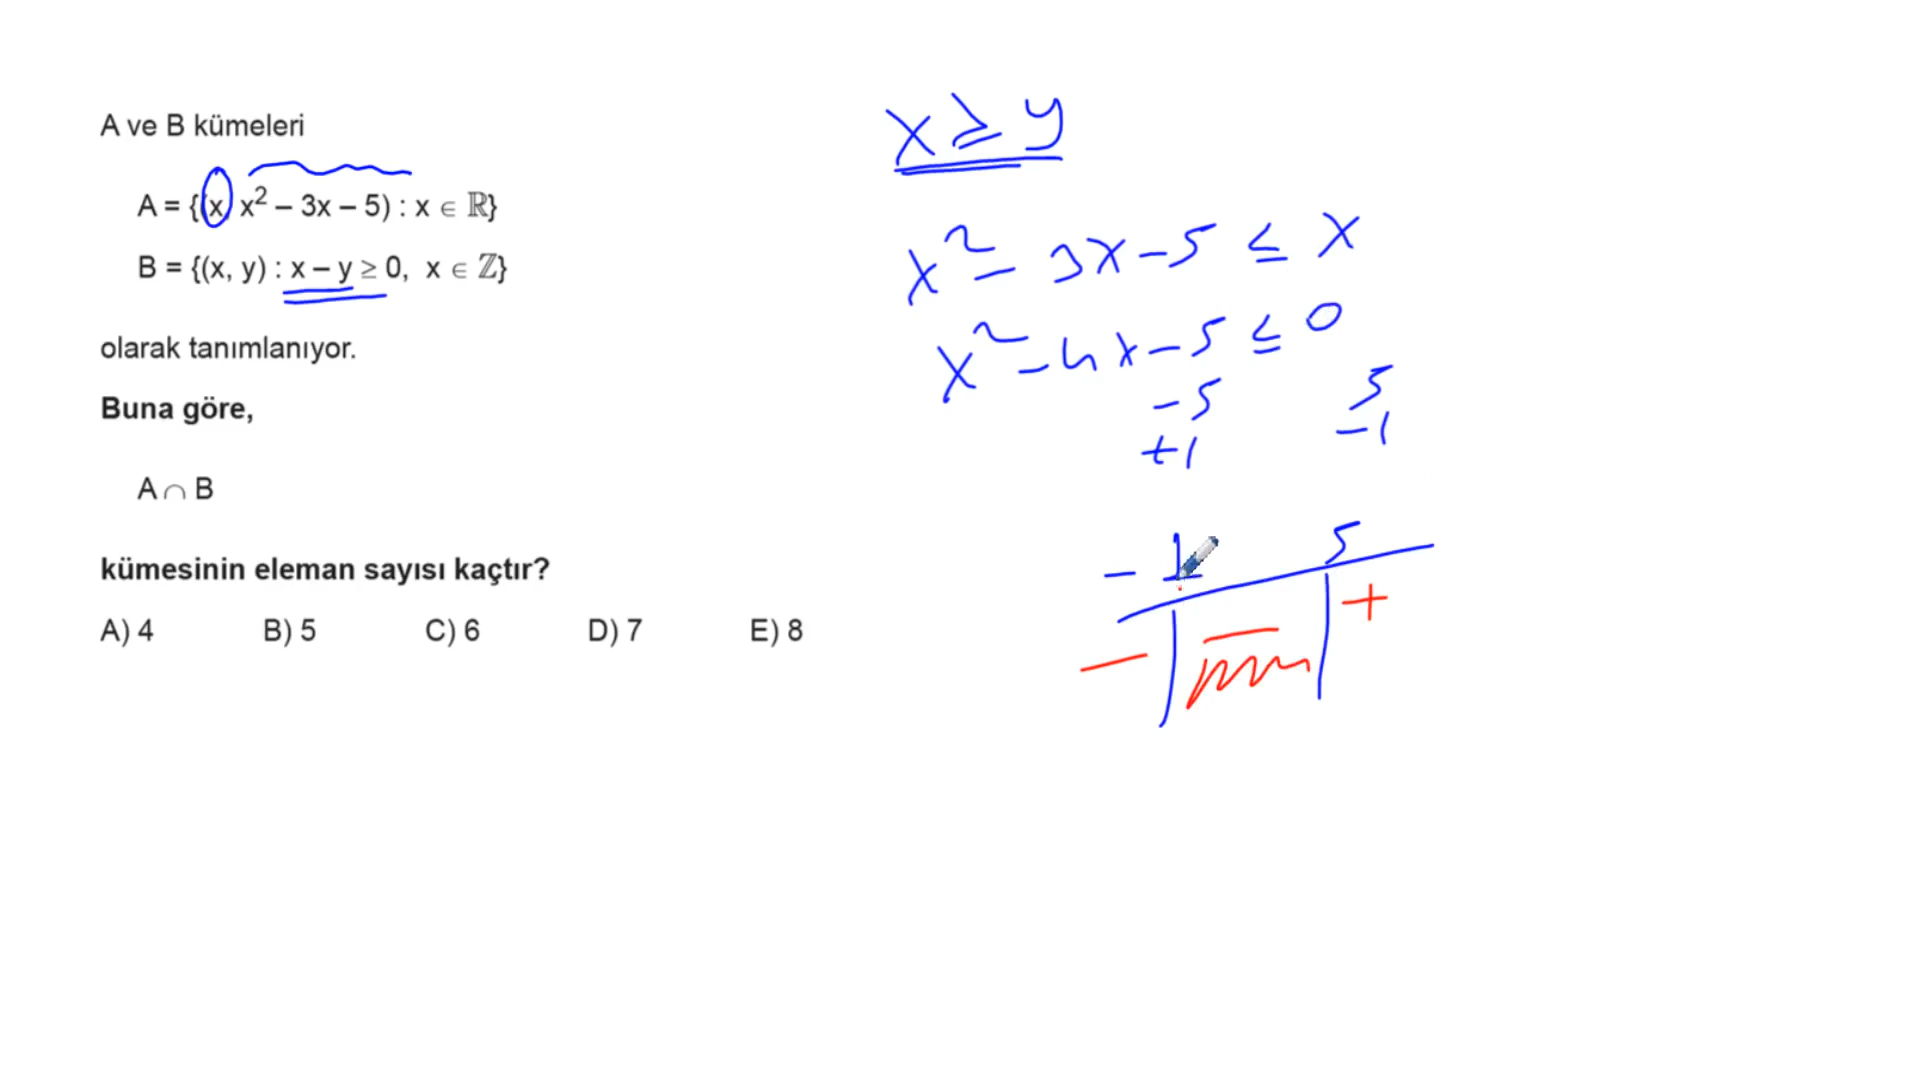 A ve B kümeleri
A = {(x, x² – 3x – 5) : x ∈ ℝ}
B = {(x, y) : x – y ≥ 0, x ∈ ℤ}
olarak tanımlanıyor.
Buna göre,
A ∩ B
kümesinin eleman sayısı kaçtır?
A) 4 B) 5 C) 6 D) 7 E) 8
x ≥ y
x² – 3x – 5 ≤ x
x² – 4x – 5 ≤ 0
– 5 5
+1 –1
– 1 5
– – +